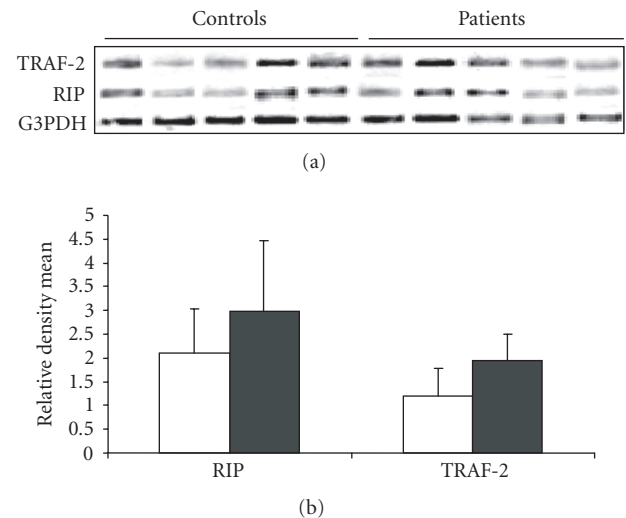 Controls Patients
TRAF-2
RIP
G3PDH
(a)
Relative density mean
5
4.5
4
3.5
3
2.5
2
1.5
1
0.5
0
RIP TRAF-2
(b)